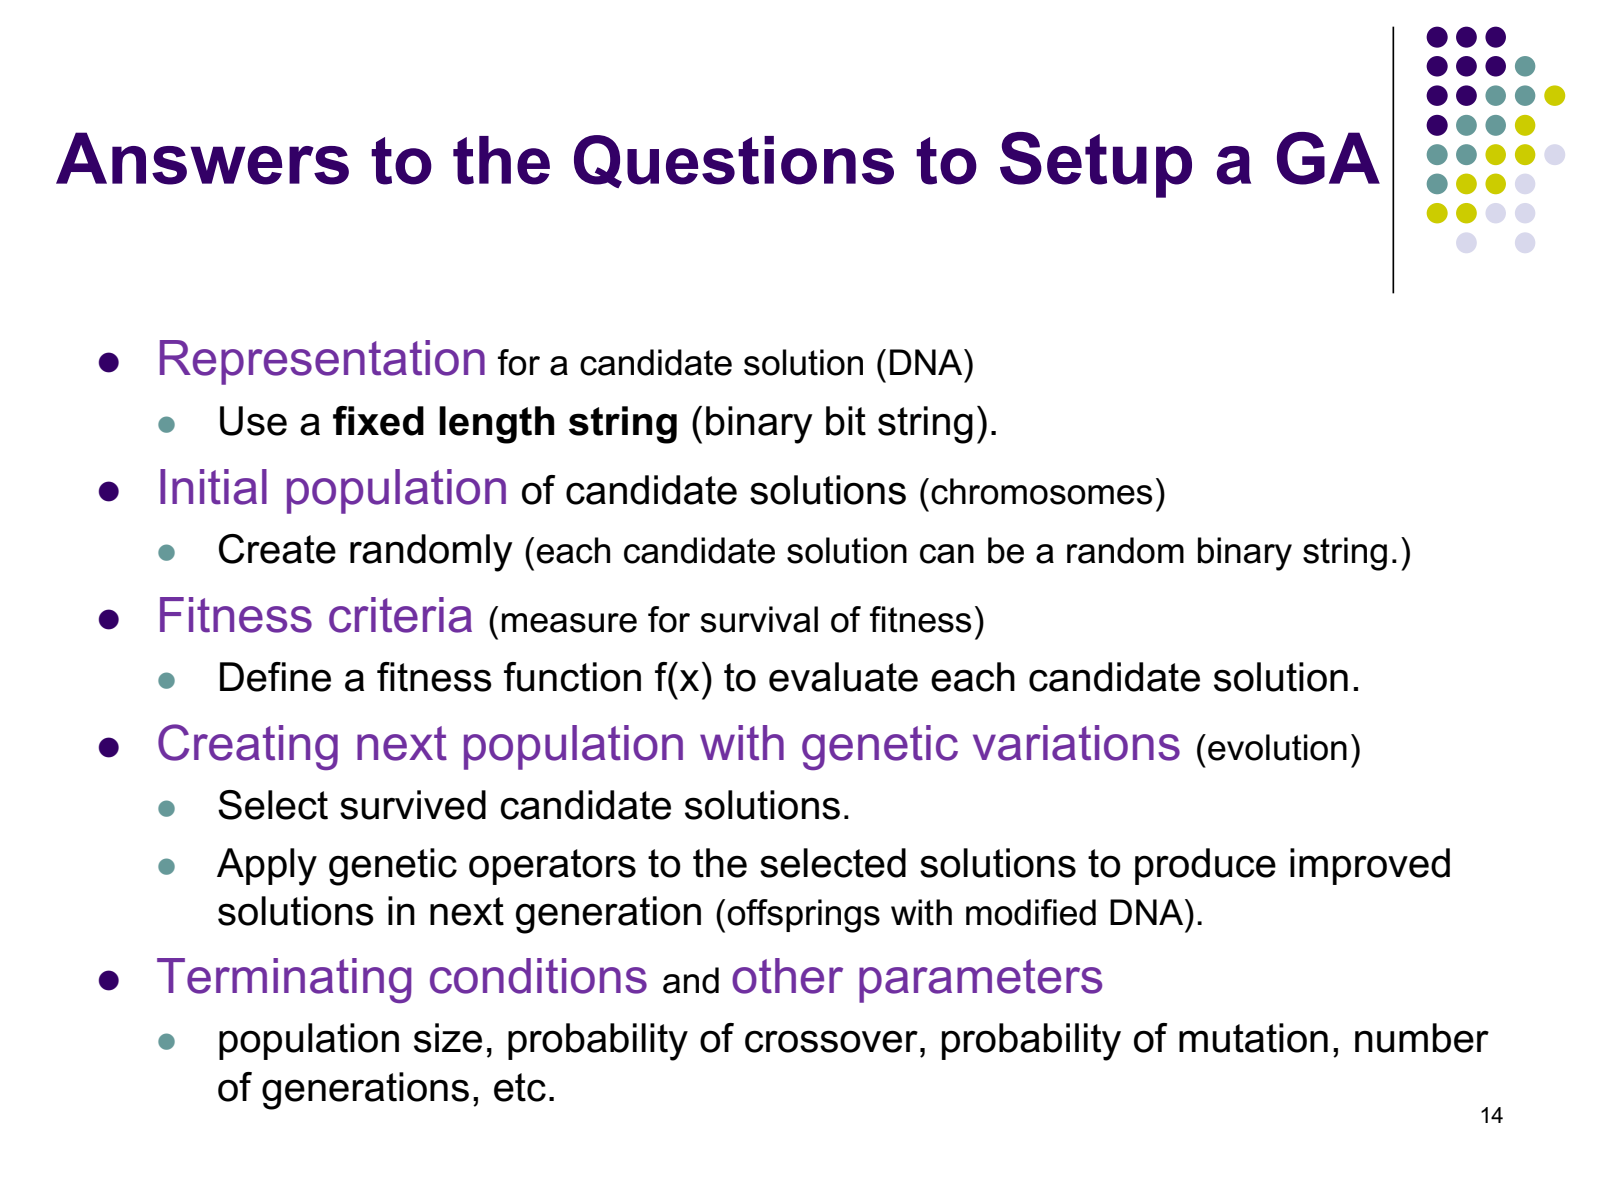 Answers to the Questions to Setup a GA
● Representation for a candidate solution (DNA)
● Use a fixed length string (binary bit string).
● Initial population of candidate solutions (chromosomes)
● Create randomly (each candidate solution can be a random binary string.)
● Fitness criteria (measure for survival of fitness)
● Define a fitness function f(x) to evaluate each candidate solution.
● Creating next population with genetic variations (evolution)
● Select survived candidate solutions.
● Apply genetic operators to the selected solutions to produce improved
solutions in next generation (offsprings with modified DNA).
● Terminating conditions and other parameters
● population size, probability of crossover, probability of mutation, number
of generations, etc.
14